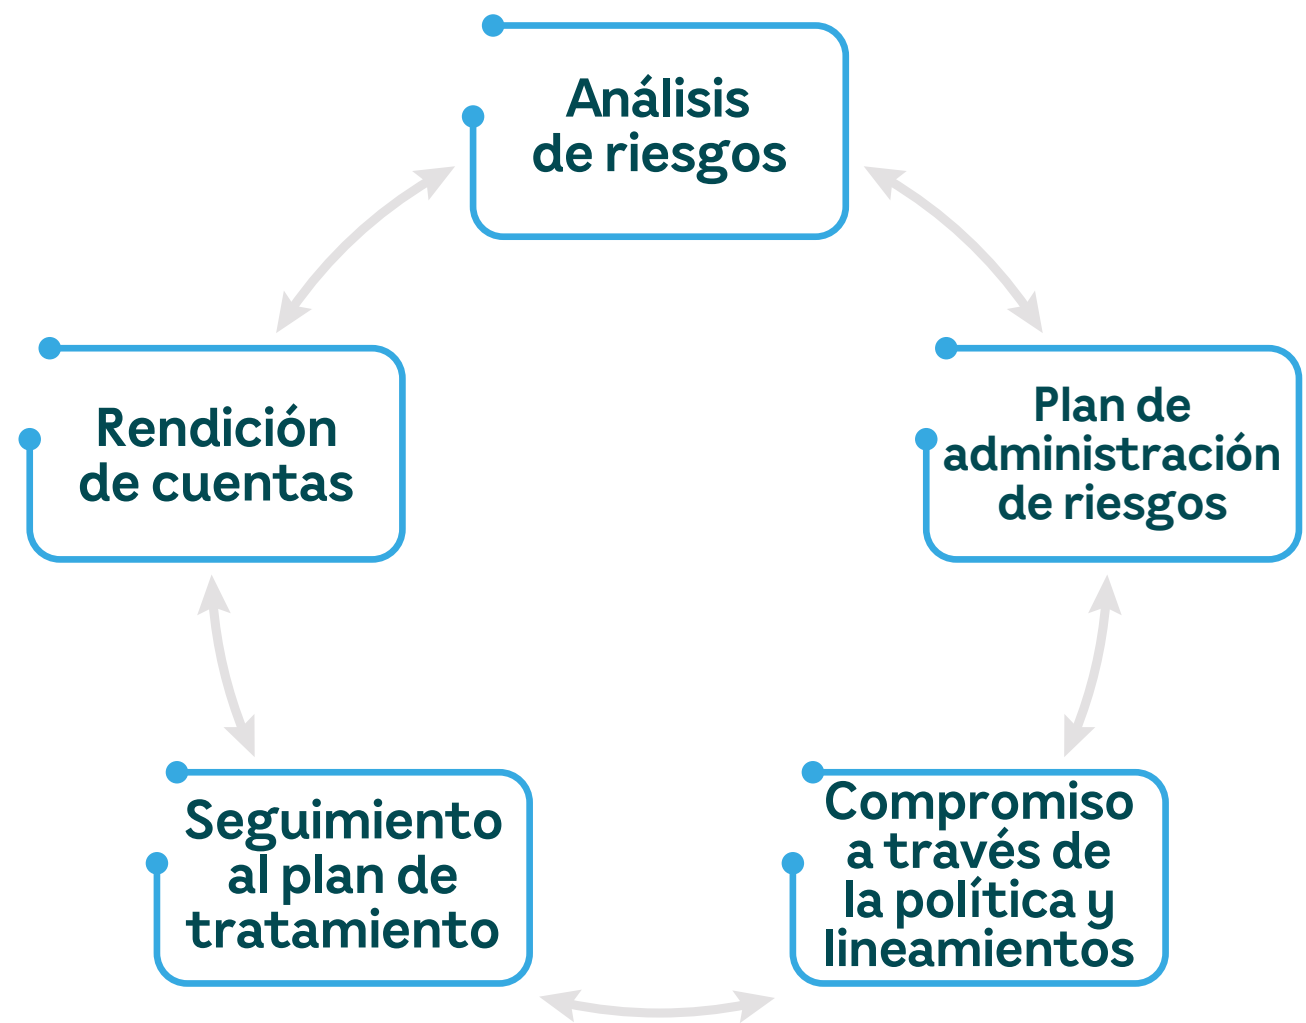 Análisis
de riesgos
Rendición
de cuentas
Plan de
administración
de riesgos
Seguimiento
al plan de
tratamiento
Compromiso
a través de
la política y
lineamientos